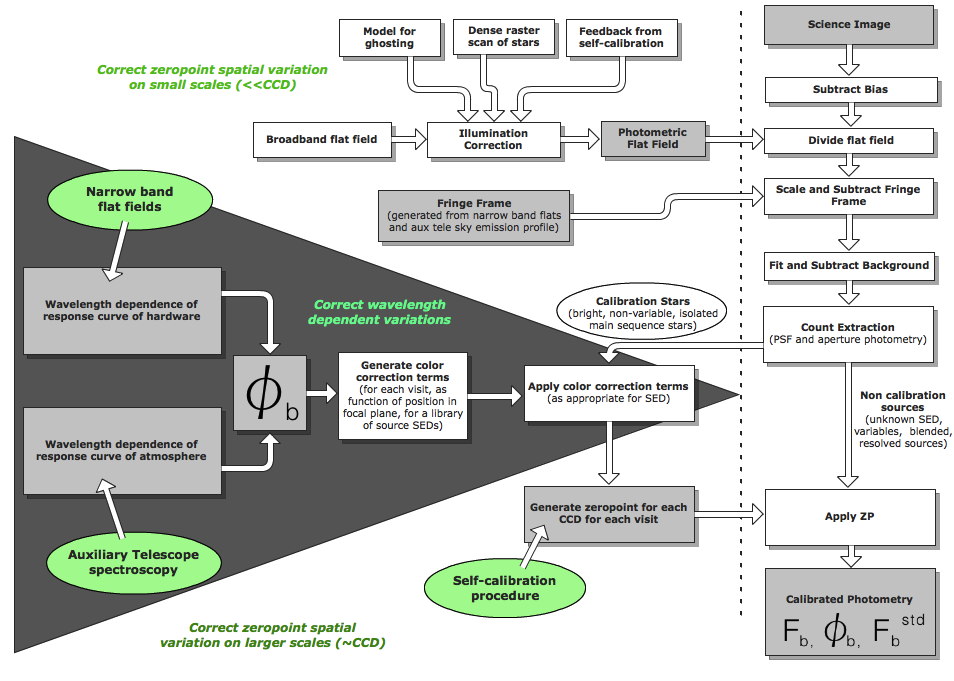 Model for
ghosting
Dense raster
scan of stars
Feedback from
self-calibration
Science Image
Correct zeropoint spatial variation
on small scales (<<CCD)
Subtract Bias
Broadband flat field
Illumination
Correction
Photometric
Flat Field
Divide flat field
Narrow band
flat fields
Fringe Frame
(generated from narrow band flats
and aux tele sky emission profile)
Scale and Subtract Fringe
Frame
Fit and Subtract Background
Wavelength dependence of
response curve of hardware
Correct wavelength
dependent variations
Calibration Stars
(bright, non-variable, isolated
main sequence stars)
Count Extraction
(PSF and aperture photometry)
ϕb
Generate color
correction terms
(for each visit, as
function of position in
focal plane, for a library
of source SEDs)
Apply color correction terms
(as appropriate for SED)
Non calibration
sources
(unknown SED,
variables, blended,
resolved sources)
Wavelength dependence of
response curve of atmosphere
Generate zeropoint for each
CCD for each visit
Apply ZP
Auxiliary Telescope
spectroscopy
Self-calibration
procedure
Calibrated Photometry
Fb, ϕb, Fb std
Correct zeropoint spatial
variation on larger scales (~CCD)